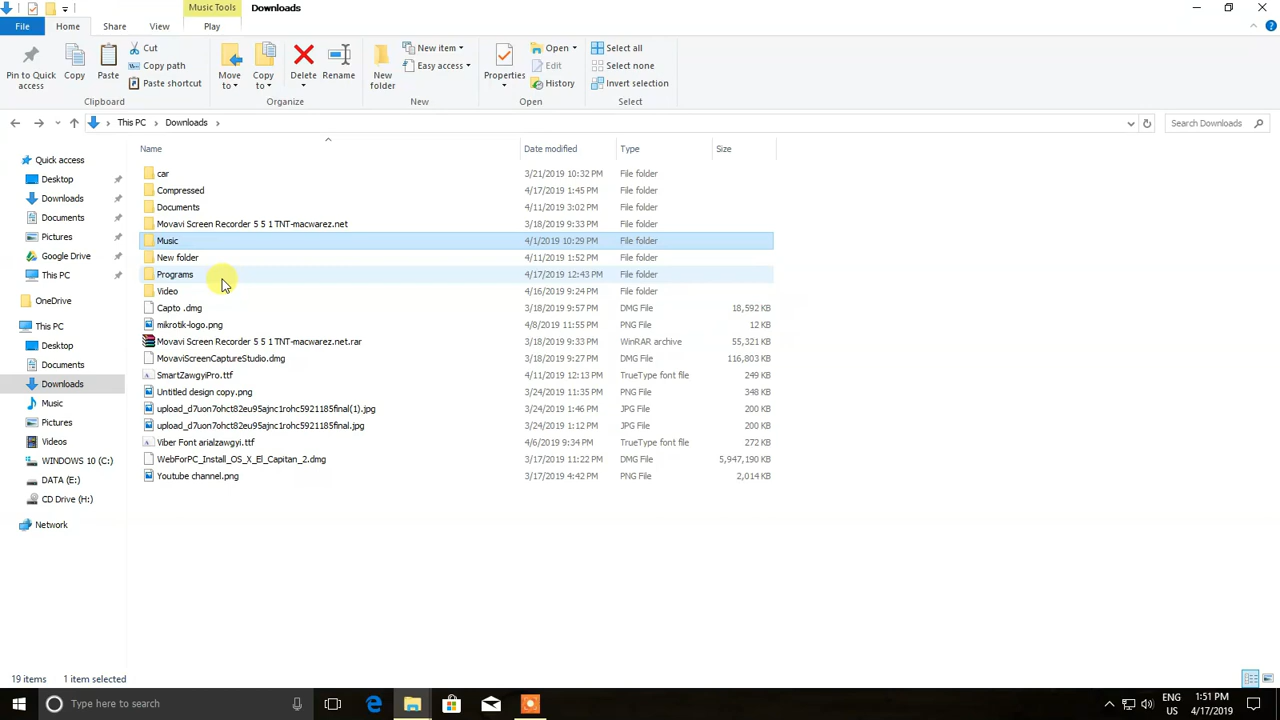 Music Tools Downloads
File Home Share View Play
Pin to Quick access Copy Paste Cut Copy path Paste shortcut Move to Copy to Delete Rename New folder New item Easy access Properties Open Edit History Select all Select none Invert selection
Clipboard Organize New Open Select
This PC Downloads Search Downloads
Name Date modified Type Size
Quick access
Desktop
Downloads
Documents
Pictures
Google Drive
This PC
OneDrive
This PC
Desktop
Documents
Downloads
Music
Pictures
Videos
WINDOWS 10 (C:)
DATA (E:)
CD Drive (H:)
Network
car 3/21/2019 10:32 PM File folder
Compressed 4/17/2019 1:45 PM File folder
Documents 4/11/2019 3:02 PM File folder
Movavi Screen Recorder 5 5 1 TNT-macwarez.net 3/18/2019 9:33 PM File folder
Music 4/1/2019 10:29 PM File folder
New folder 4/11/2019 1:52 PM File folder
Programs 4/17/2019 12:43 PM File folder
Video 4/16/2019 9:24 PM File folder
Capto .dmg 3/18/2019 9:57 PM DMG File 18,592 KB
mikrotik-logo.png 4/8/2019 11:55 PM PNG File 12 KB
Movavi Screen Recorder 5 5 1 TNT-macwarez.net.rar 3/18/2019 9:33 PM WinRAR archive 55,321 KB
MovaviScreenCaptureStudio.dmg 3/18/2019 9:27 PM DMG File 116,803 KB
SmartZawgyiPro.ttf 4/11/2019 12:13 PM TrueType font file 249 KB
Untitled design copy.png 3/24/2019 11:35 PM PNG File 348 KB
upload_d7uon7ohct82eu95ajnc1rohc5921185final(1).jpg 3/24/2019 1:46 PM JPG File 200 KB
upload_d7uon7ohct82eu95ajnc1rohc5921185final.jpg 3/24/2019 1:12 PM JPG File 200 KB
Viber Font arialzawgyi.ttf 4/6/2019 9:34 PM TrueType font file 272 KB
WebForPC_Install_OS_X_El_Capitan_2.dmg 3/17/2019 11:22 PM DMG File 5,947,190 KB
Youtube channel.png 3/17/2019 4:42 PM PNG File 2,014 KB
19 items 1 item selected
Type here to search ENG US 1:51 PM 4/17/2019